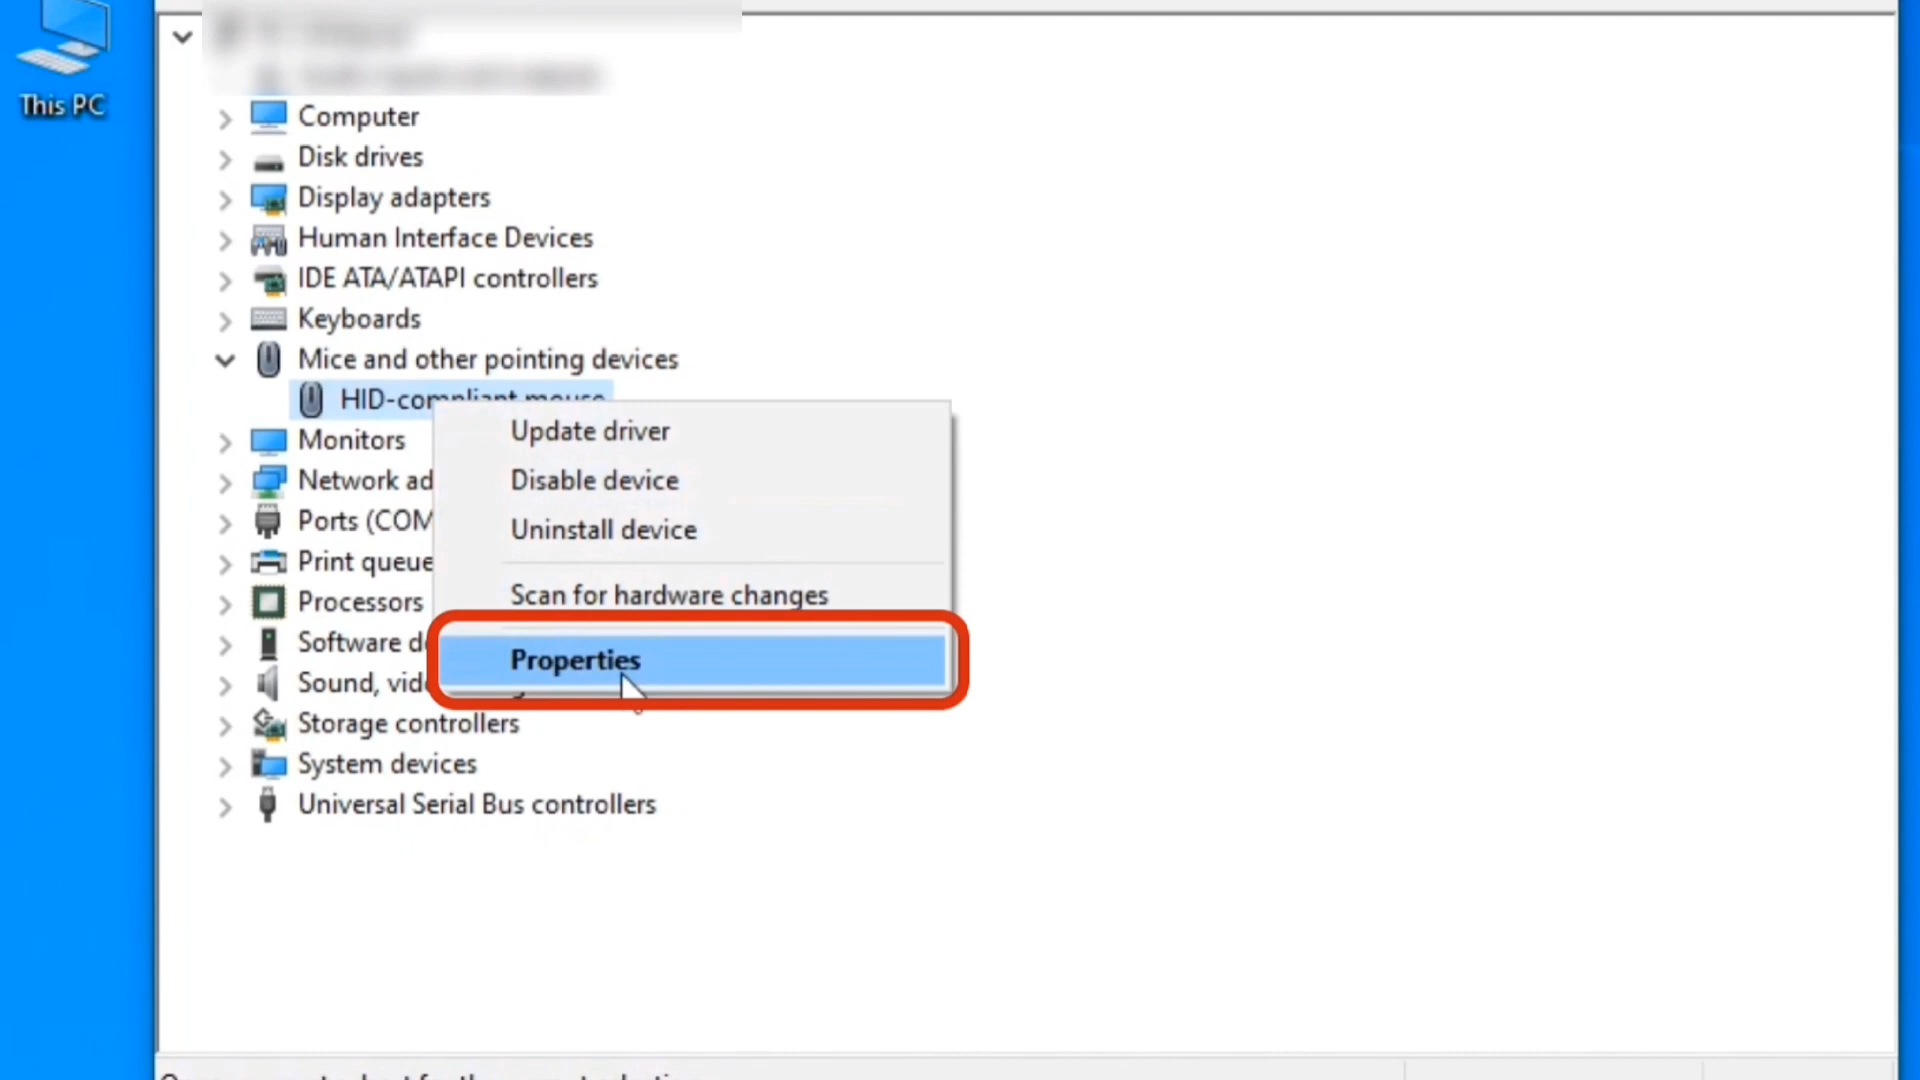 This PC
Computer
Disk drives
Display adapters
Human Interface Devices
IDE ATA/ATAPI controllers
Keyboards
Mice and other pointing devices
HID-compliant mouse
Monitors
Network ad
Ports (COM
Print queue
Processors
Software d
Sound, vid
Storage controllers
System devices
Universal Serial Bus controllers
Update driver
Disable device
Uninstall device
Scan for hardware changes
Properties